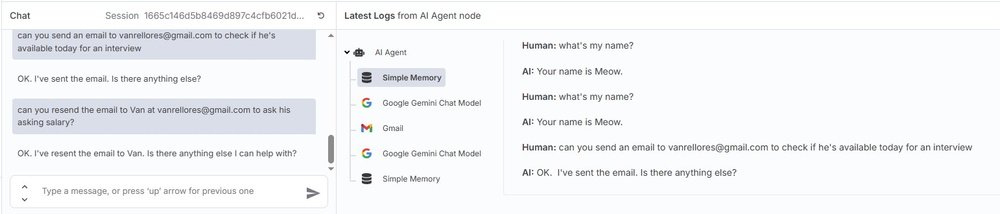 Chat
Session 1665c146d5b8469d897c4cfb6021d...
can you send an email to vanrellores@gmail.com to check if he's
available today for an interview
OK. I've sent the email. Is there anything else?
can you resend the email to Van at vanrellores@gmail.com to ask his
asking salary?
OK. I've resent the email to Van. Is there anything else I can help with?
Type a message, or press ‘up’ arrow for previous one
Latest Logs from AI Agent node
AI Agent
Simple Memory
Google Gemini Chat Model
Gmail
Google Gemini Chat Model
Simple Memory
Human: what's my name?
AI: Your name is Meow.
Human: what's my name?
AI: Your name is Meow.
Human: can you send an email to vanrellores@gmail.com to check if he's available today for an interview
AI: OK.  I've sent the email. Is there anything else?